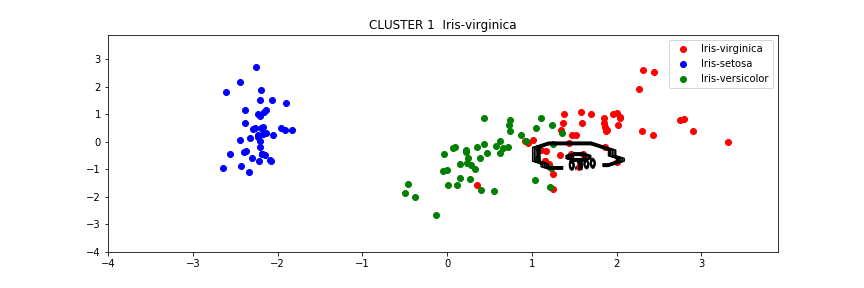 CLUSTER 1 Iris-virginica
Iris-virginica
Iris-setosa
Iris-versicolor
3
2
1
0
−1
−2
−3
−4
−4 −3 −2 −1 0 1 2 3